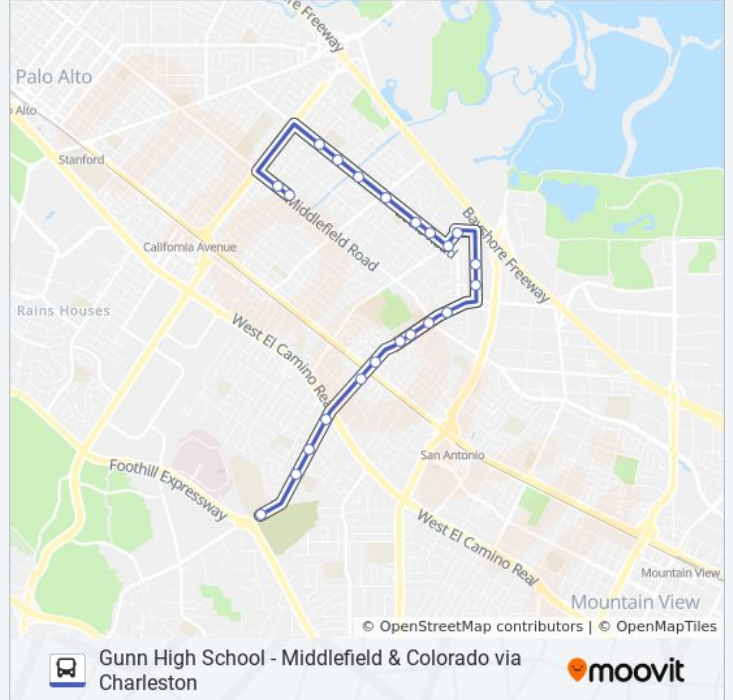 re Freeway
Palo Alto
o Alto
Stanford
Middlefield Road
Bayshore Freeway
California Avenue
Rains Houses
West El Camino Real
San Antonio
Foothill Expressway
West El Camino Real
Mountain View
Mountain View
© OpenStreetMap contributors | © OpenMapTiles
Gunn High School - Middlefield & Colorado via
Charleston
moovit